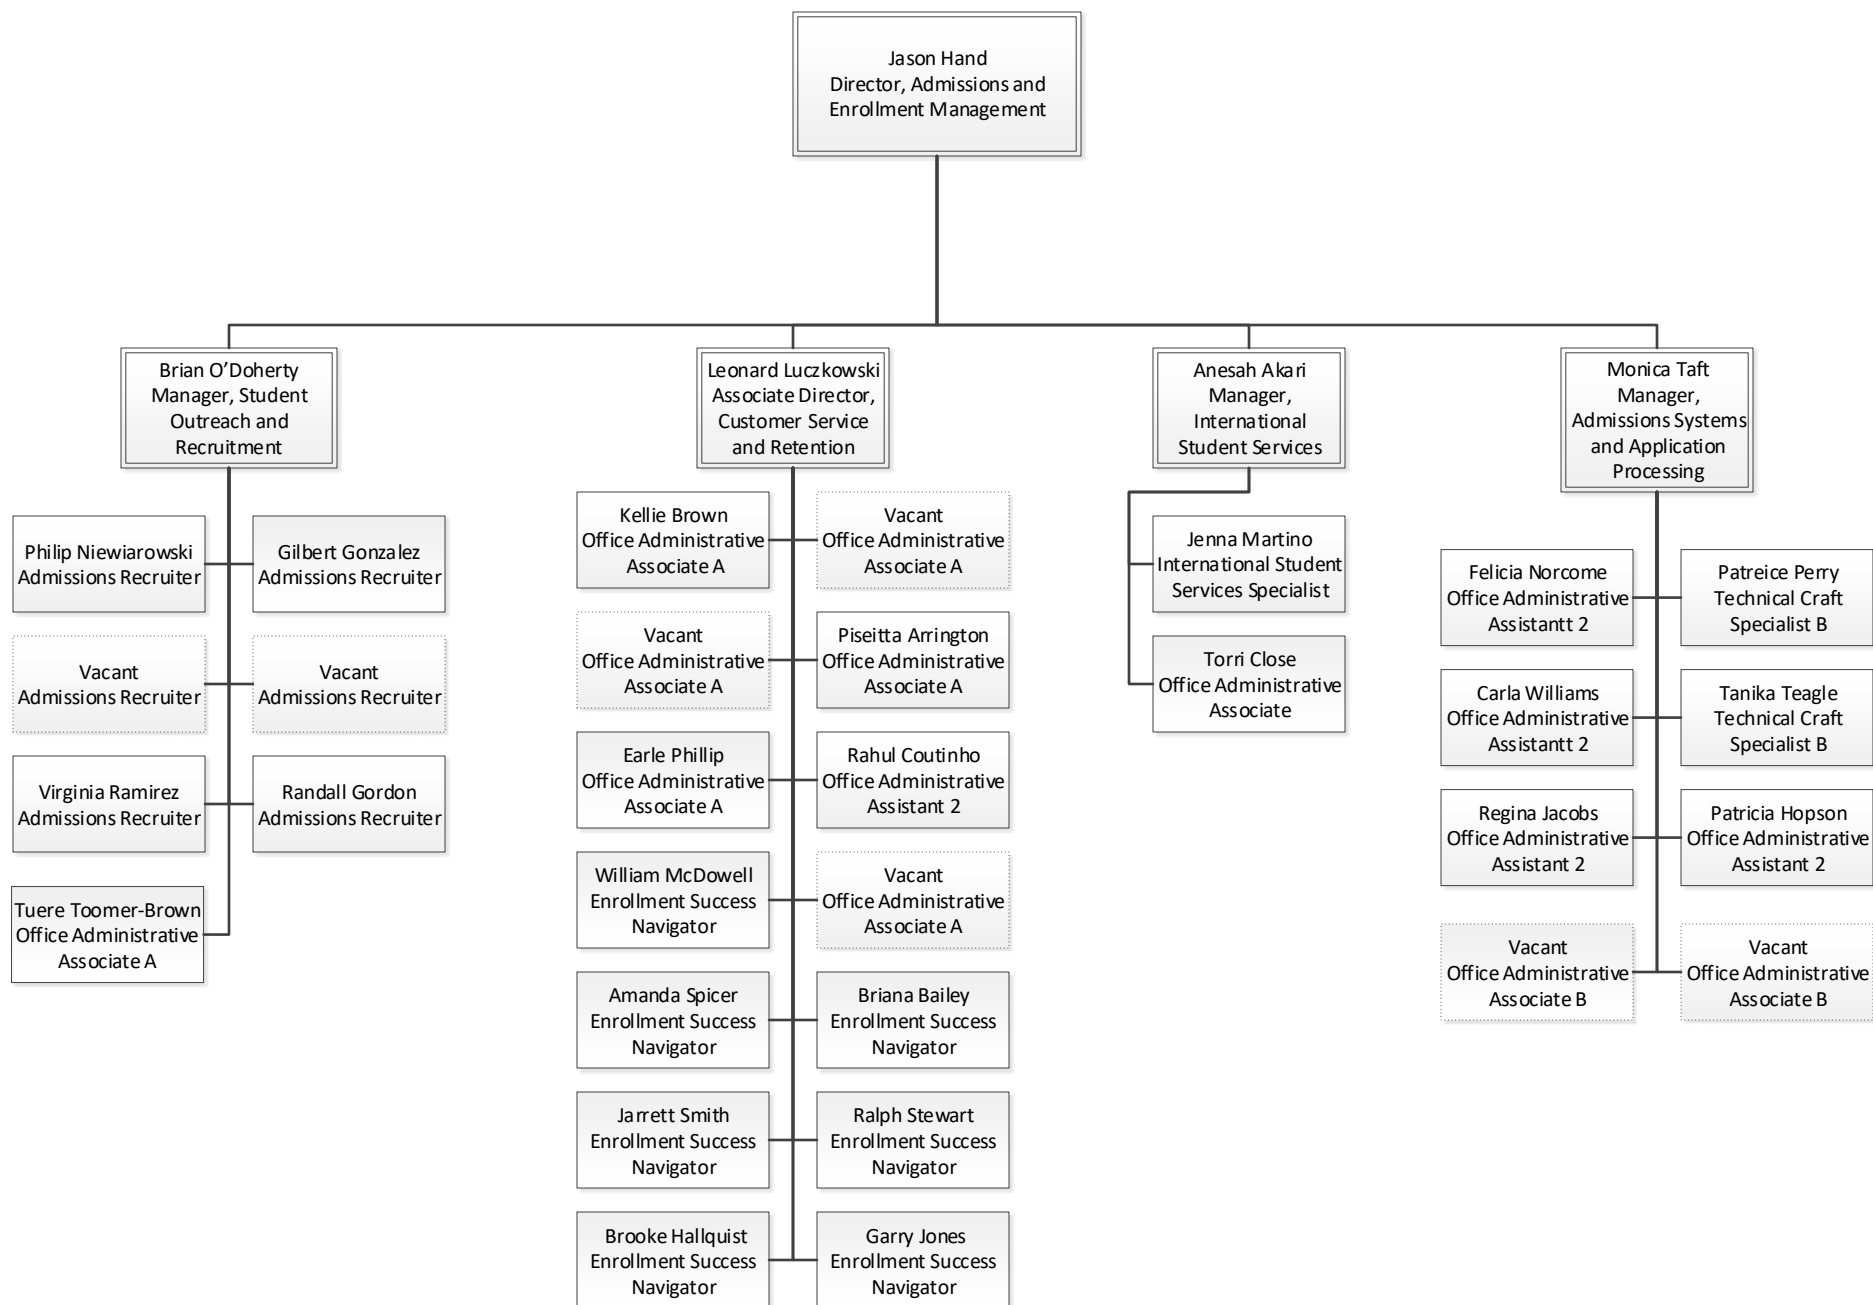 Jason Hand
Director, Admissions and
Enrollment Management
Brian O’Doherty
Manager, Student
Outreach and
Recruitment
Leonard Luczkowski
Associate Director,
Customer Service
and Retention
Anesah Akari
Manager,
International
Student Services
Monica Taft
Manager,
Admissions Systems
and Application
Processing
Philip Niewiarowski
Admissions Recruiter
Gilbert Gonzalez
Admissions Recruiter
Vacant
Admissions Recruiter
Vacant
Admissions Recruiter
Virginia Ramirez
Admissions Recruiter
Randall Gordon
Admissions Recruiter
Tuere Toomer-Brown
Office Administrative
Associate A
Kellie Brown
Office Administrative
Associate A
Vacant
Office Administrative
Associate A
Vacant
Office Administrative
Associate A
Piseitta Arrington
Office Administrative
Associate A
Earle Phillip
Office Administrative
Associate A
Rahul Coutinho
Office Administrative
Assistant 2
William McDowell
Enrollment Success
Navigator
Vacant
Office Administrative
Associate A
Amanda Spicer
Enrollment Success
Navigator
Briana Bailey
Enrollment Success
Navigator
Jarrett Smith
Enrollment Success
Navigator
Ralph Stewart
Enrollment Success
Navigator
Brooke Hallquist
Enrollment Success
Navigator
Garry Jones
Enrollment Success
Navigator
Jenna Martino
International Student
Services Specialist
Torri Close
Office Administrative
Associate
Felicia Norcome
Office Administrative
Assistantt 2
Patreice Perry
Technical Craft
Specialist B
Carla Williams
Office Administrative
Assistantt 2
Tanika Teagle
Technical Craft
Specialist B
Regina Jacobs
Office Administrative
Assistant 2
Patricia Hopson
Office Administrative
Assistant 2
Vacant
Office Administrative
Associate B
Vacant
Office Administrative
Associate B